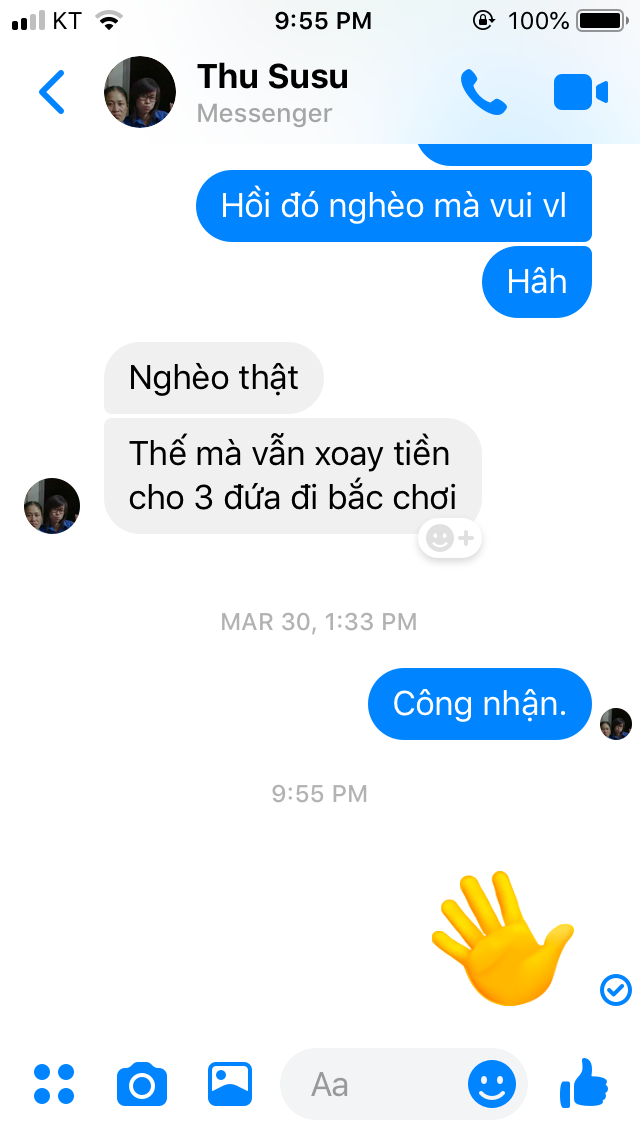 KT 9:55 PM 100%
Thu Susu
Messenger
Hồi đó nghèo mà vui vl
Hâh
Nghèo thật
Thế mà vẫn xoay tiền
cho 3 đứa đi bắc chơi
MAR 30, 1:33 PM
Công nhận.
9:55 PM
Aa